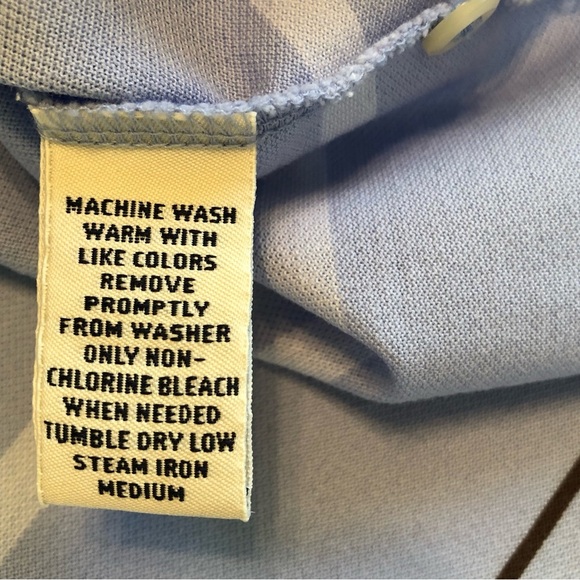 MACHINE WASH
WARM WITH
LIKE COLORS
REMOVE
PROMPTLY
FROM WASHER
ONLY NON-
CHLORINE BLEACH
WHEN NEEDED
TUMBLE DRY LOW
STEAM IRON
MEDIUM